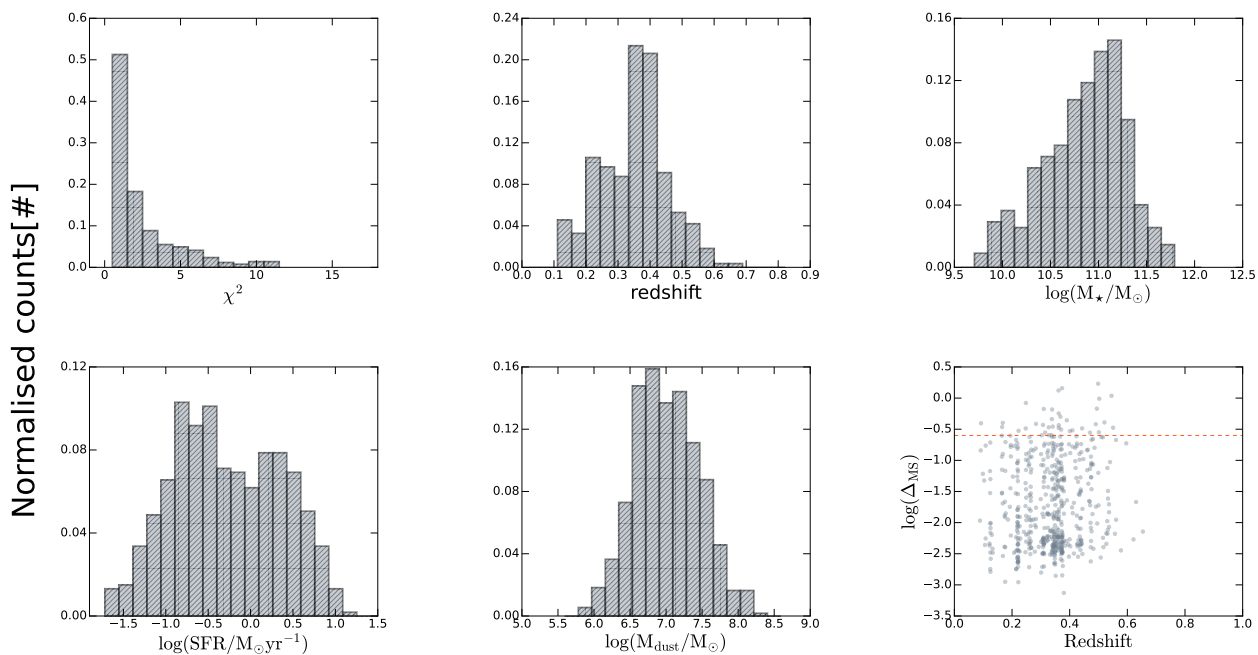 Normalised counts[#]
0.6
0.5
0.4
0.3
0.2
0.1
0.0
0 5 10 15
χ²
0.24
0.20
0.16
0.12
0.08
0.04
0.00
0.0 0.1 0.2 0.3 0.4 0.5 0.6 0.7 0.8 0.9
redshift
0.16
0.12
0.08
0.04
0.00
9.5 10.0 10.5 11.0 11.5 12.0 12.5
log(M⋆/M⊙)
0.12
0.08
0.04
0.00
−1.5 −1.0 −0.5 0.0 0.5 1.0 1.5
log(SFR/M⊙yr⁻¹)
0.16
0.12
0.08
0.04
0.00
5.0 5.5 6.0 6.5 7.0 7.5 8.0 8.5 9.0
log(Mdust/M⊙)
0.5
0.0
−0.5
−1.0
−1.5
−2.0
−2.5
−3.0
−3.5
log(ΔMS)
0.0 0.2 0.4 0.6 0.8 1.0
Redshift